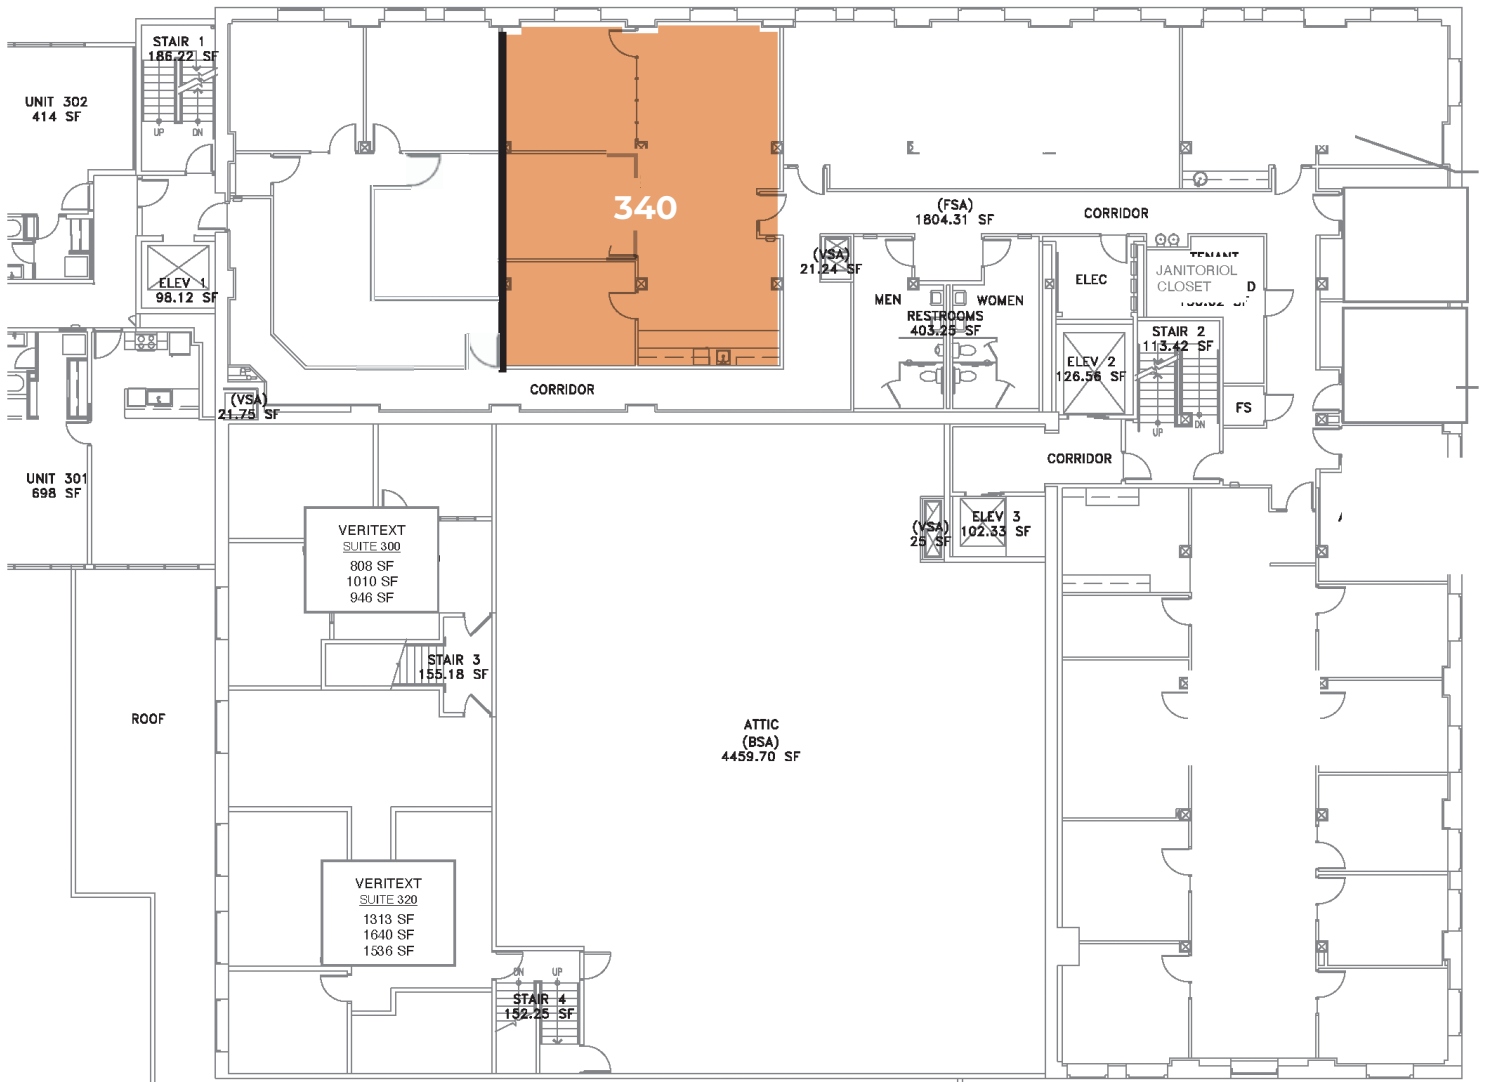 STAIR 1
186.22 SF
UP
DN
UNIT 302
414 SF
340
(FSA)
1804.31 SF
CORRIDOR
(VSA)
21.24 SF
ELEV 1
98.12 SF
MEN
WOMEN
RESTROOMS
403.25 SF
ELEC
TENANT
JANITORIOL
CLOSET
D
STAIR 2
113.42 SF
ELEV 2
126.56 SF
FS
UP
DN
CORRIDOR
(VSA)
21.75 SF
CORRIDOR
UNIT 301
698 SF
VERITEXT
SUITE 300
808 SF
1010 SF
946 SF
(VSA)
25 SF
ELEV 3
102.33 SF
STAIR 3
155.18 SF
ROOF
ATTIC
(BSA)
4459.70 SF
VERITEXT
SUITE 320
1313 SF
1640 SF
1536 SF
DN
UP
STAIR 4
152.25 SF